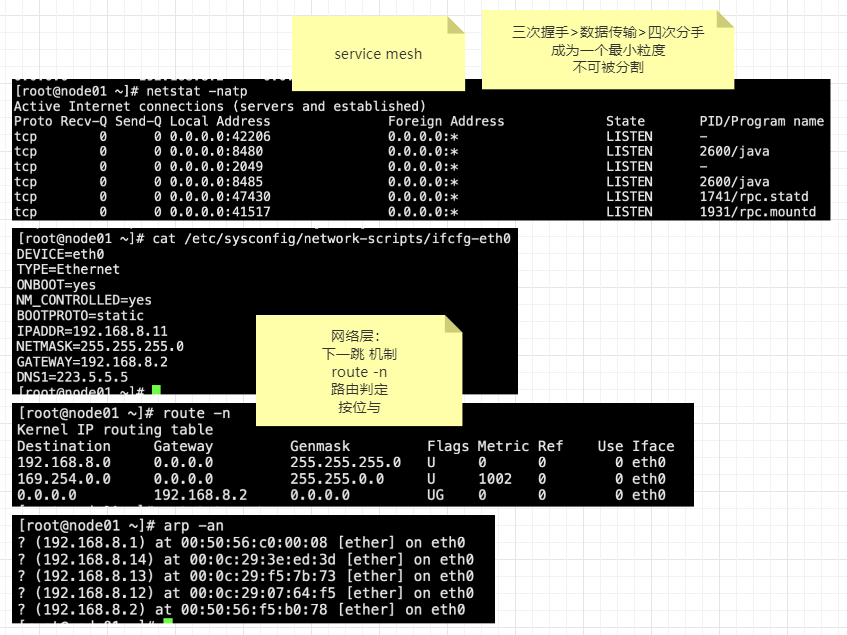 service mesh
三次握手>数据传输>四次分手
成为一个最小粒度
不可被分割
[root@node01 ~]# netstat -natp
Active Internet connections (servers and established)
Proto Recv-Q Send-Q Local Address Foreign Address State PID/Program name
tcp 0 0 0.0.0.0:42206 0.0.0.0:* LISTEN -
tcp 0 0 0.0.0.0:8480 0.0.0.0:* LISTEN 2600/java
tcp 0 0 0.0.0.0:2049 0.0.0.0:* LISTEN -
tcp 0 0 0.0.0.0:8485 0.0.0.0:* LISTEN 2600/java
tcp 0 0 0.0.0.0:47430 0.0.0.0:* LISTEN 1741/rpc.statd
tcp 0 0 0.0.0.0:41517 0.0.0.0:* LISTEN 1931/rpc.mountd
[root@node01 ~]# cat /etc/sysconfig/network-scripts/ifcfg-eth0
DEVICE=eth0
TYPE=Ethernet
ONBOOT=yes
NM_CONTROLLED=yes
BOOTPROTO=static
IPADDR=192.168.8.11
NETMASK=255.255.255.0
GATEWAY=192.168.8.2
DNS1=223.5.5.5
[root@node01 ~]#
网络层:
下一跳 机制
route -n
路由判定
按位与
[root@node01 ~]# route -n
Kernel IP routing table
Destination Gateway Genmask Flags Metric Ref Use Iface
192.168.8.0 0.0.0.0 255.255.255.0 U 0 0 0 eth0
169.254.0.0 0.0.0.0 255.255.0.0 U 1002 0 0 eth0
0.0.0.0 192.168.8.2 0.0.0.0 UG 0 0 0 eth0
[root@node01 ~]# arp -an
? (192.168.8.1) at 00:50:56:c0:00:08 [ether] on eth0
? (192.168.8.14) at 00:0c:29:3e:ed:3d [ether] on eth0
? (192.168.8.13) at 00:0c:29:f5:7b:73 [ether] on eth0
? (192.168.8.12) at 00:0c:29:07:64:f5 [ether] on eth0
? (192.168.8.2) at 00:50:56:f5:b0:78 [ether] on eth0